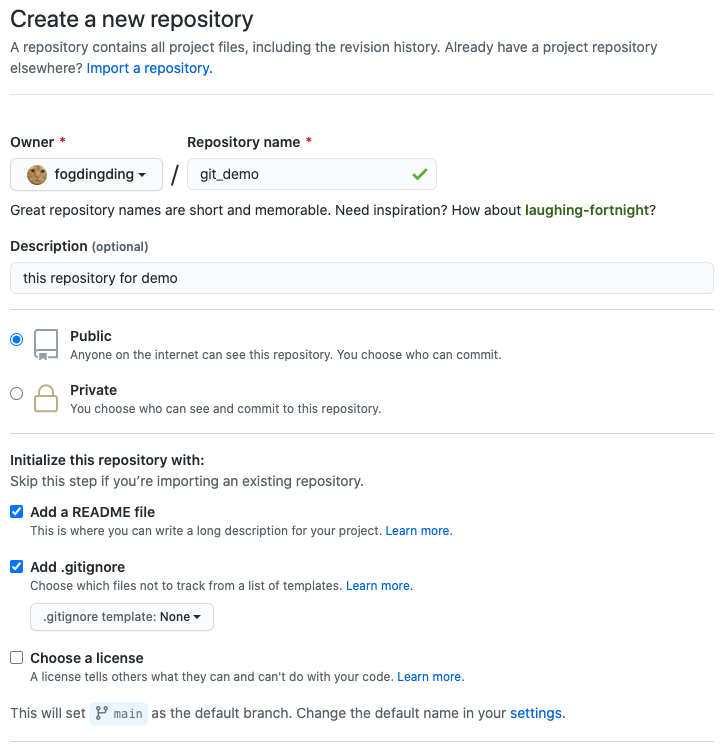 Create a new repository
A repository contains all project files, including the revision history. Already have a project repository
elsewhere? Import a repository.
Owner * Repository name *
fogdingding / git_demo
Great repository names are short and memorable. Need inspiration? How about laughing-fortnight?
Description (optional)
this repository for demo
Public
Anyone on the internet can see this repository. You choose who can commit.
Private
You choose who can see and commit to this repository.
Initialize this repository with:
Skip this step if you’re importing an existing repository.
Add a README file
This is where you can write a long description for your project. Learn more.
Add .gitignore
Choose which files not to track from a list of templates. Learn more.
.gitignore template: None
Choose a license
A license tells others what they can and can't do with your code. Learn more.
This will set main as the default branch. Change the default name in your settings.